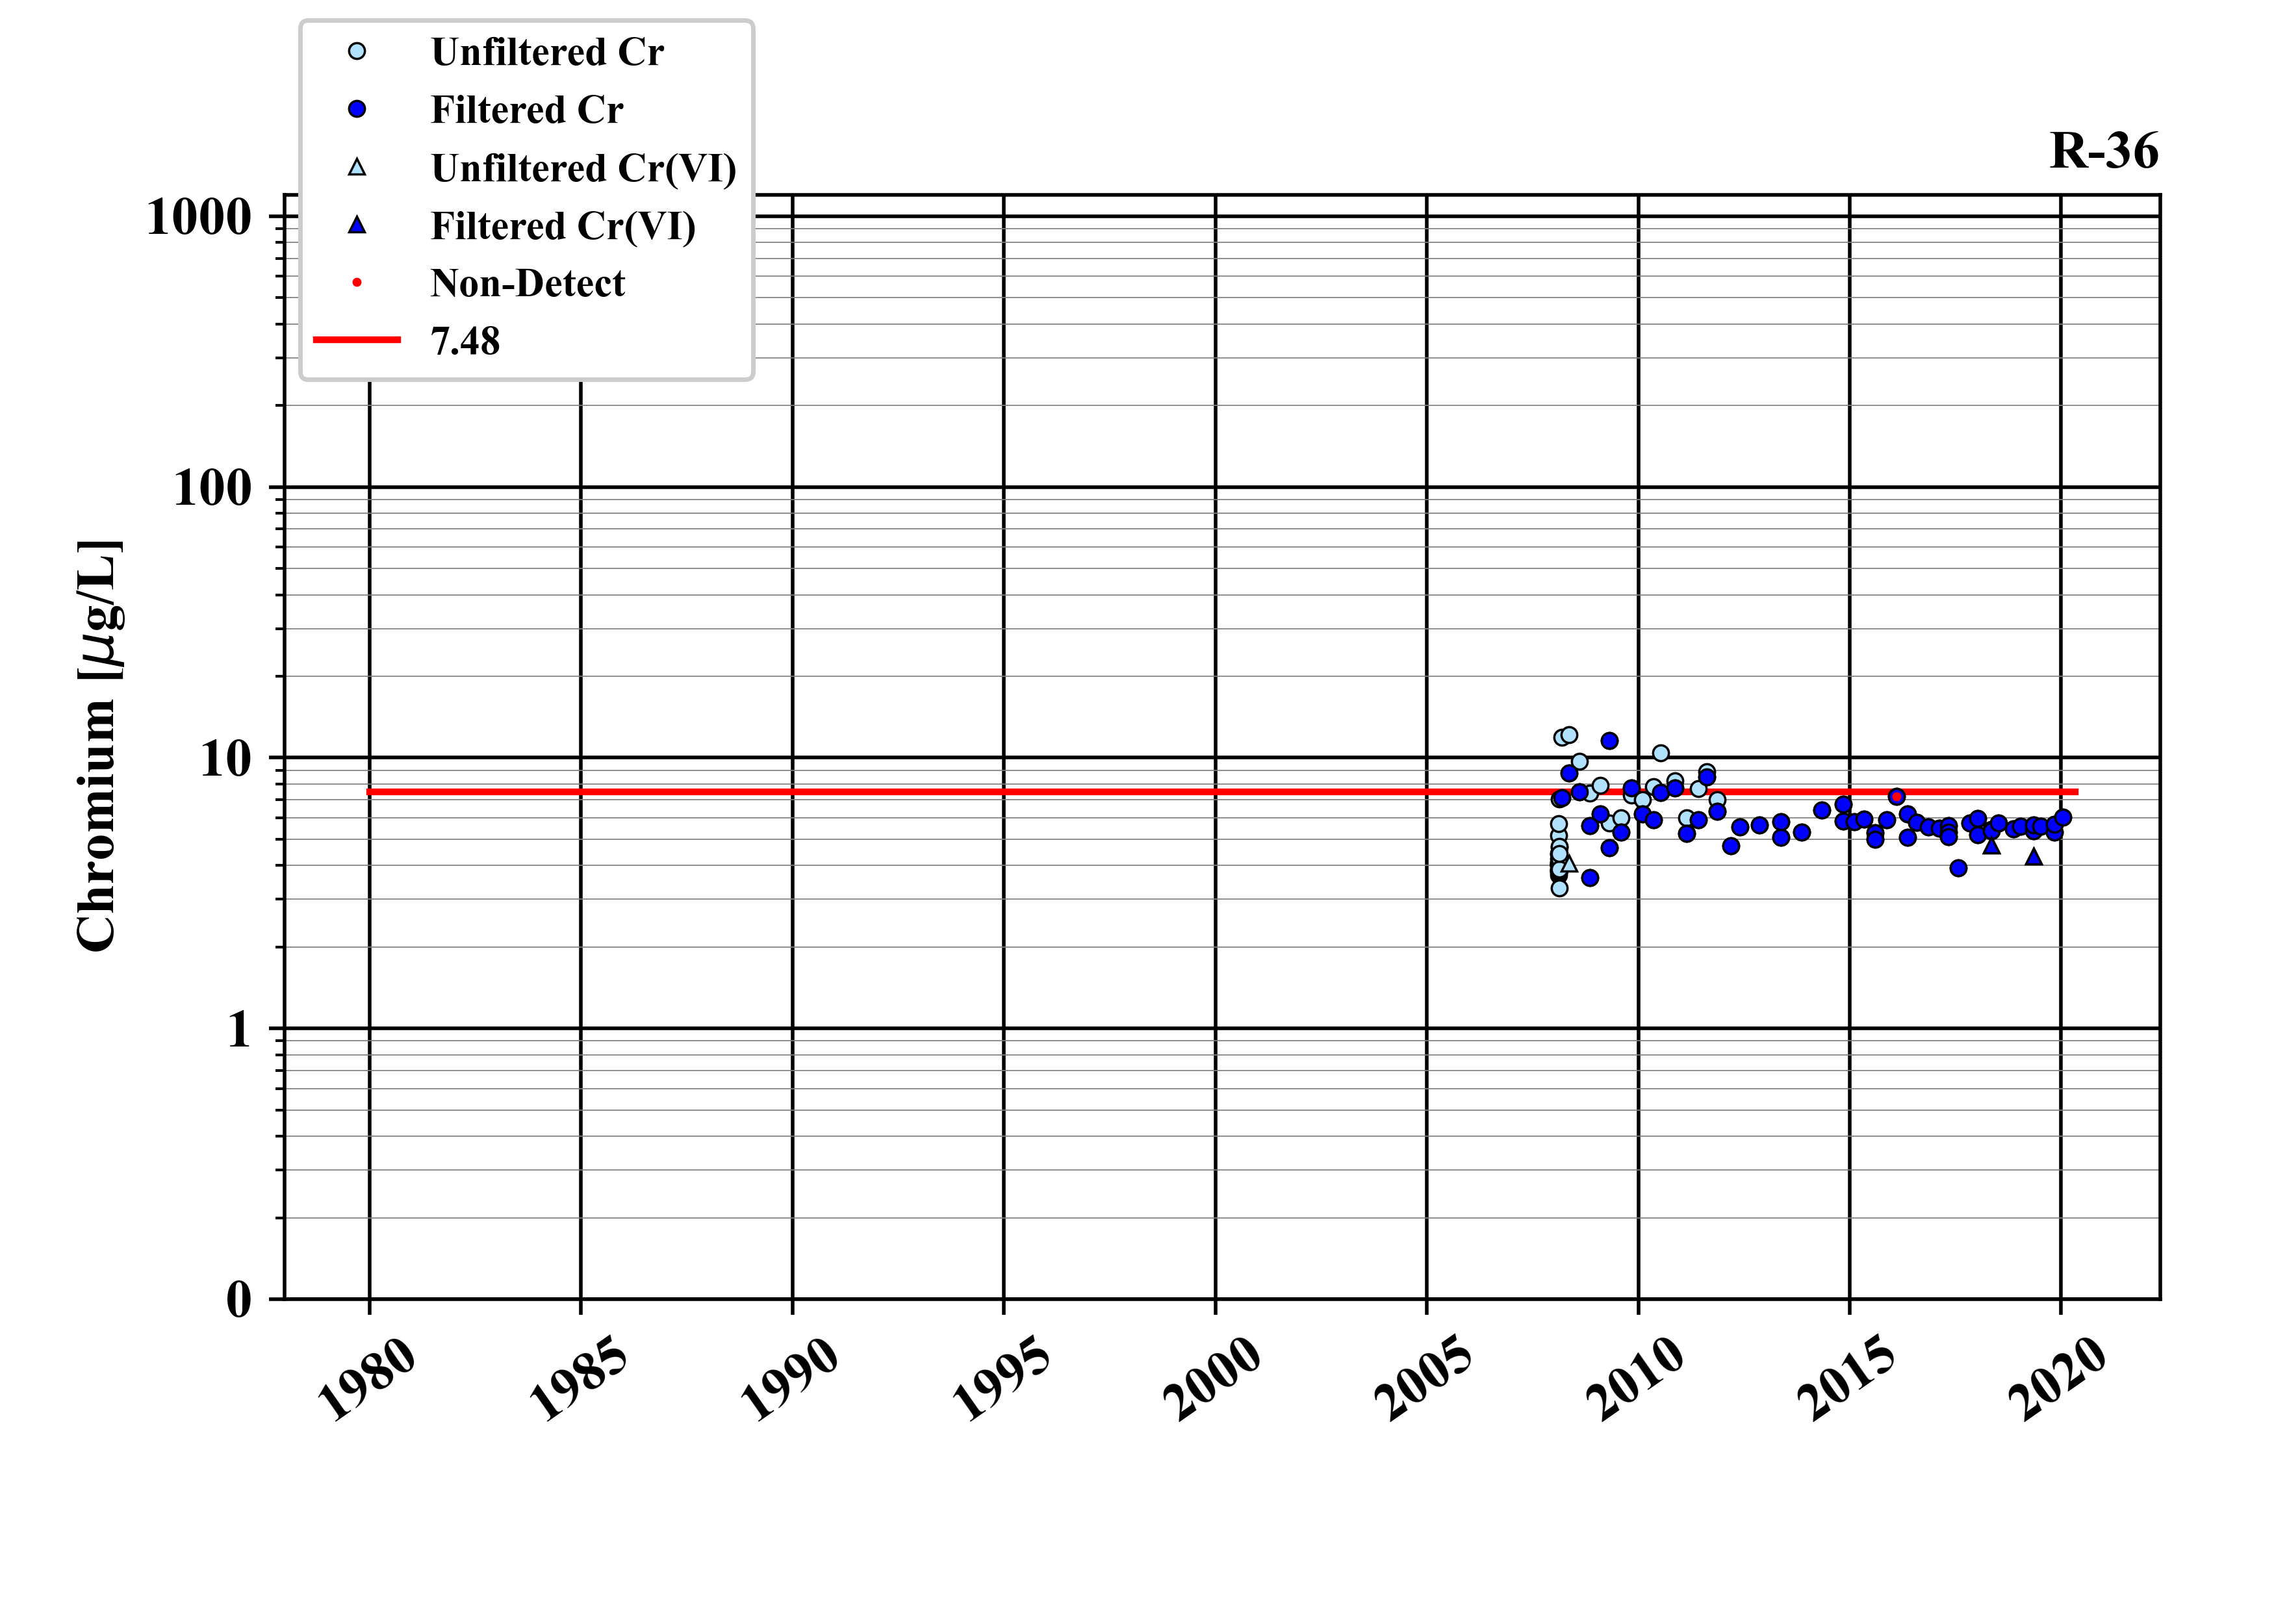 Unfiltered Cr
Filtered Cr
Unfiltered Cr(VI)
Filtered Cr(VI)
Non-Detect
7.48
R-36
1000
100
10
1
0
Chromium [μg/L]
1980
1985
1990
1995
2000
2005
2010
2015
2020